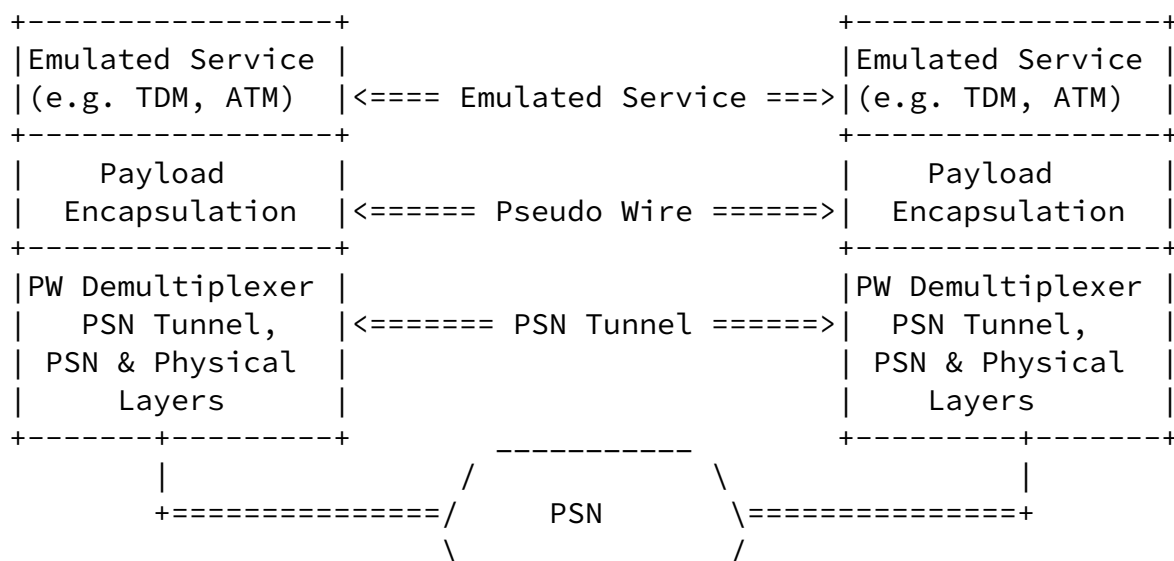 +-----------------+                           +-----------------+
|Emulated Service |                           |Emulated Service |
|(e.g. TDM, ATM)  |<==== Emulated Service ===>|(e.g. TDM, ATM)  |
+-----------------+                           +-----------------+
|    Payload      |                           |    Payload      |
|  Encapsulation  |<====== Pseudo Wire ======>|  Encapsulation  |
+-----------------+                           +-----------------+
|PW Demultiplexer |                           |PW Demultiplexer |
|   PSN Tunnel,   |<======= PSN Tunnel ======>|   PSN Tunnel,   |
| PSN & Physical  |                           | PSN & Physical  |
|     Layers      |                           |     Layers      |
+-------+---------+        ___________        +---------+-------+
        |                /             \                |
        +===============/     PSN       \===============+
                        \               /